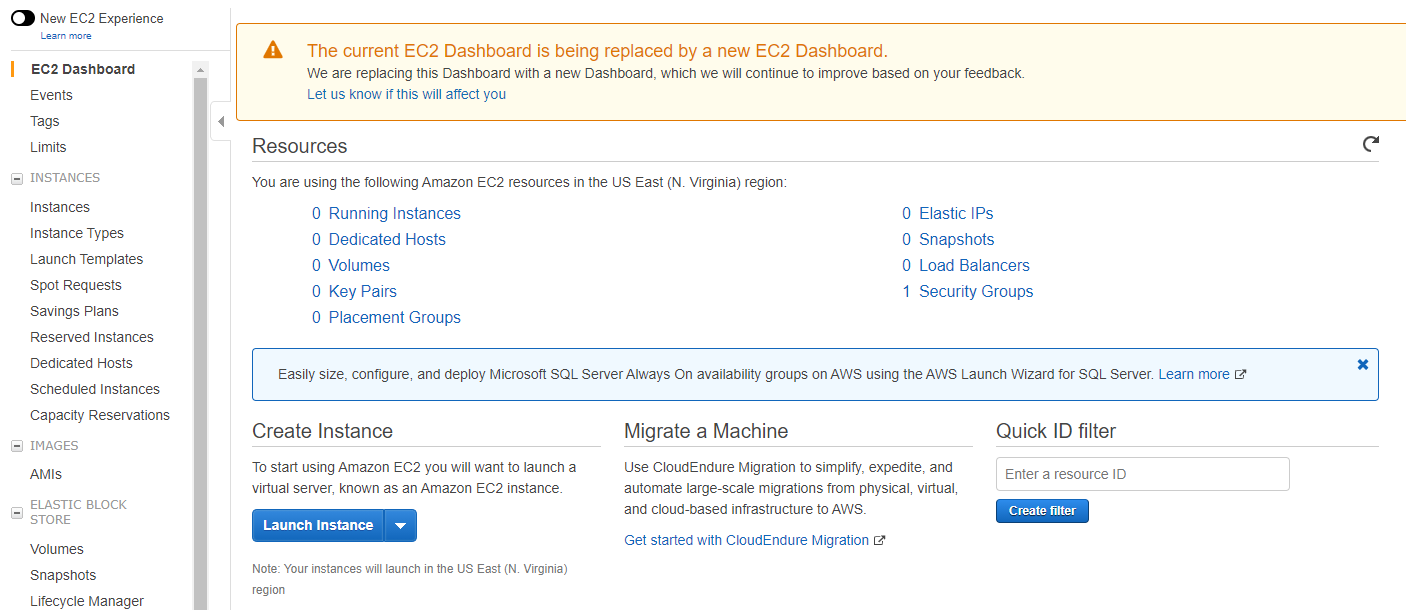 New EC2 Experience
Learn more
EC2 Dashboard
Events
Tags
Limits
INSTANCES
Instances
Instance Types
Launch Templates
Spot Requests
Savings Plans
Reserved Instances
Dedicated Hosts
Scheduled Instances
Capacity Reservations
IMAGES
AMIs
ELASTIC BLOCK
STORE
Volumes
Snapshots
Lifecycle Manager
The current EC2 Dashboard is being replaced by a new EC2 Dashboard.
We are replacing this Dashboard with a new Dashboard, which we will continue to improve based on your feedback.
Let us know if this will affect you
Resources
You are using the following Amazon EC2 resources in the US East (N. Virginia) region:
0 Running Instances
0 Dedicated Hosts
0 Volumes
0 Key Pairs
0 Placement Groups
0 Elastic IPs
0 Snapshots
0 Load Balancers
1 Security Groups
Easily size, configure, and deploy Microsoft SQL Server Always On availability groups on AWS using the AWS Launch Wizard for SQL Server. Learn more
Create Instance
To start using Amazon EC2 you will want to launch a
virtual server, known as an Amazon EC2 instance.
Launch Instance
Note: Your instances will launch in the US East (N. Virginia)
region
Migrate a Machine
Use CloudEndure Migration to simplify, expedite, and
automate large-scale migrations from physical, virtual,
and cloud-based infrastructure to AWS.
Get started with CloudEndure Migration
Quick ID filter
Enter a resource ID
Create filter